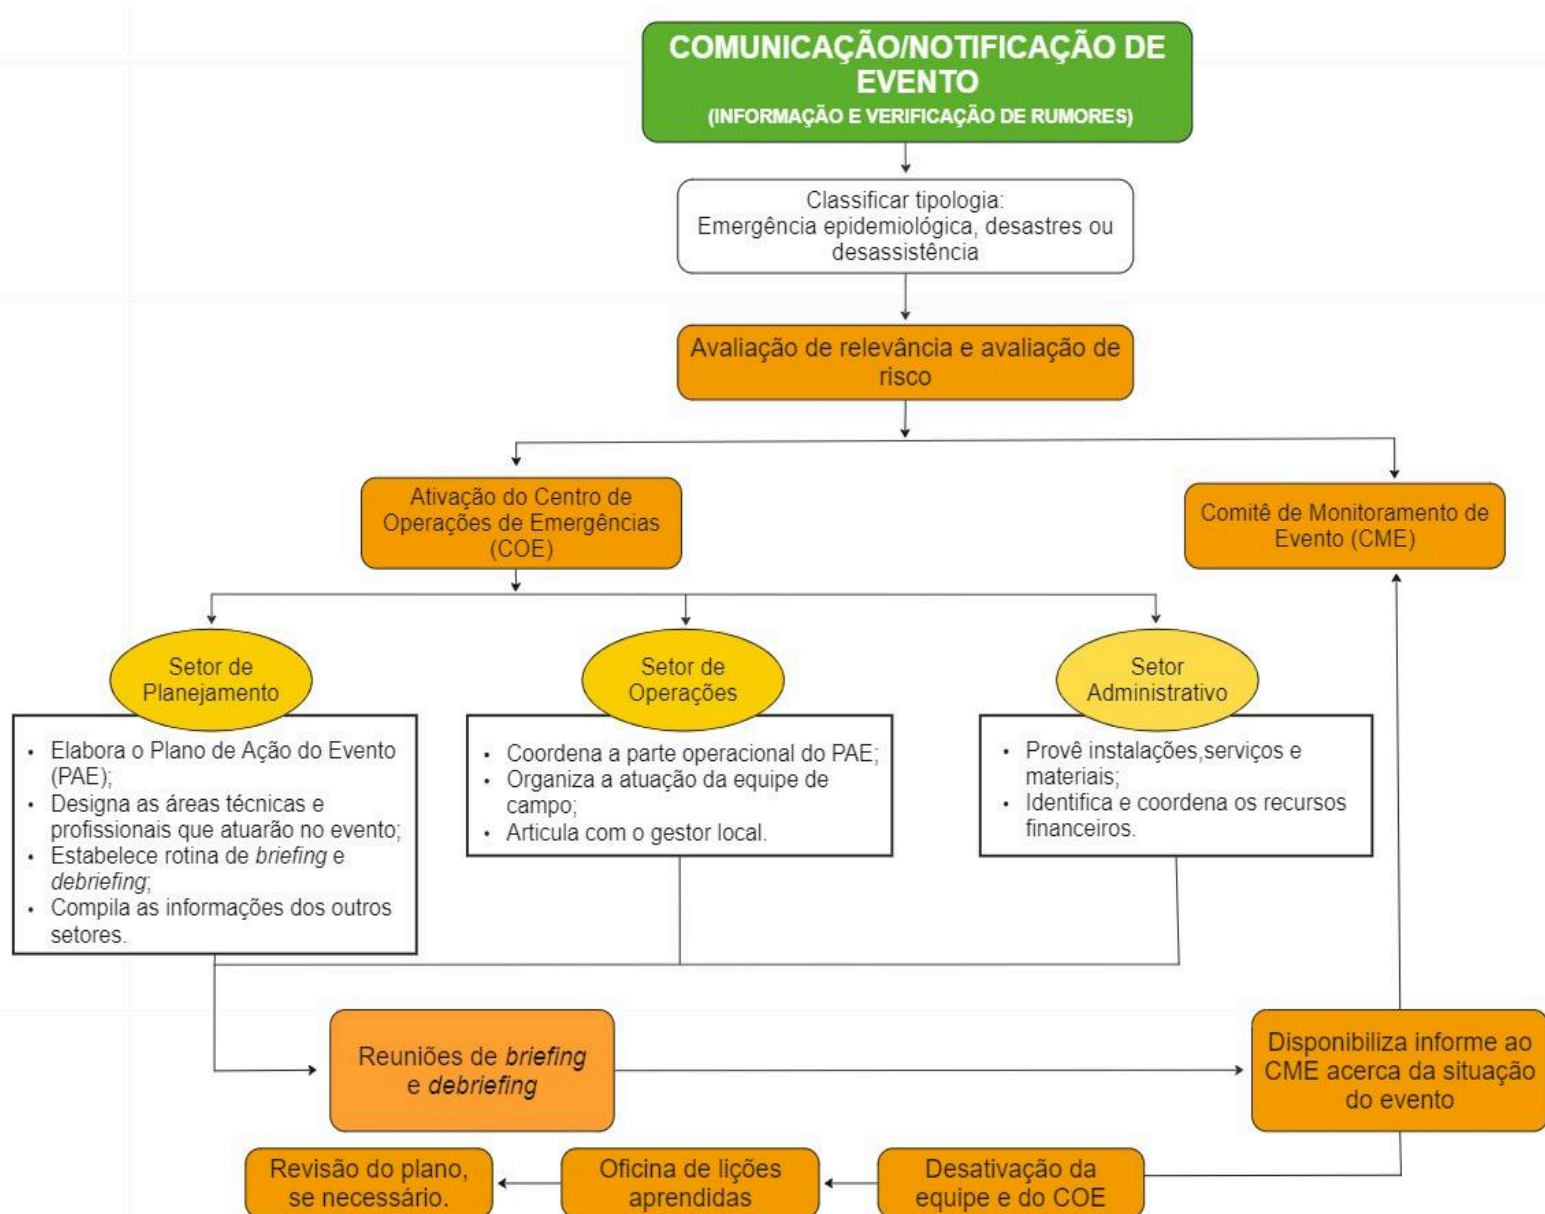 COMUNICAÇÃO/NOTIFICAÇÃO DE
EVENTO
(INFORMAÇÃO E VERIFICAÇÃO DE RUMORES)
Classificar tipologia:
Emergência epidemiológica, desastres ou
desassistência
Avaliação de relevância e avaliação de
risco
Ativação do Centro de
Operações de Emergências
(COE)
Comitê de Monitoramento de
Evento (CME)
Setor de
Planejamento
• Elabora o Plano de Ação do Evento
(PAE);
• Designa as áreas técnicas e
profissionais que atuarão no evento;
• Estabelece rotina de briefing e
debriefing;
• Compila as informações dos outros
setores.
Setor de
Operações
• Coordena a parte operacional do PAE;
• Organiza a atuação da equipe de
campo;
• Articula com o gestor local.
Setor
Administrativo
• Provê instalações,serviços e
materiais;
• Identifica e coordena os recursos
financeiros.
Reuniões de briefing
e debriefing
Disponibiliza informe ao
CME acerca da situação
do evento
Desativação da
equipe e do COE
Oficina de lições
aprendidas
Revisão do plano,
se necessário.